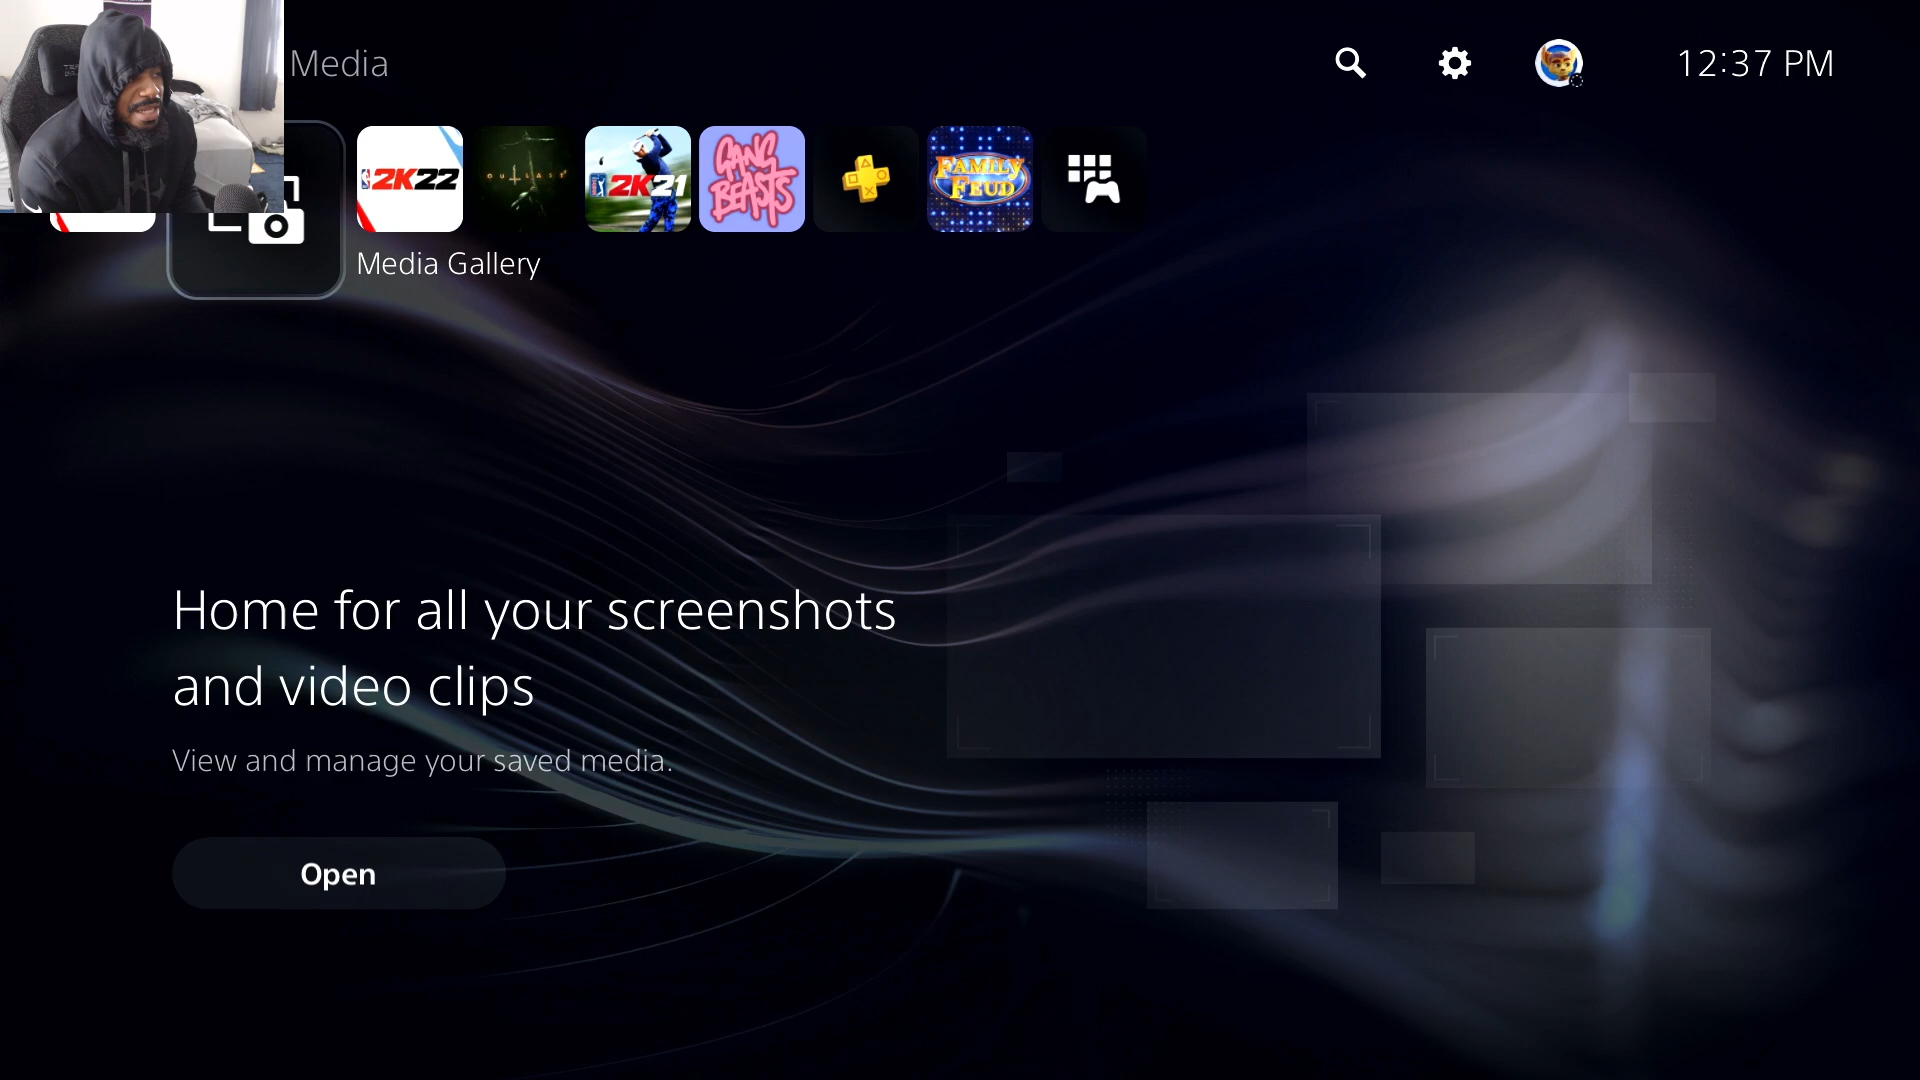 Media
12:37 PM
2K22
OUTLAST
2K21
GANG
BEASTS
FAMILY
FEUD
Media Gallery
Home for all your screenshots
and video clips
View and manage your saved media.
Open